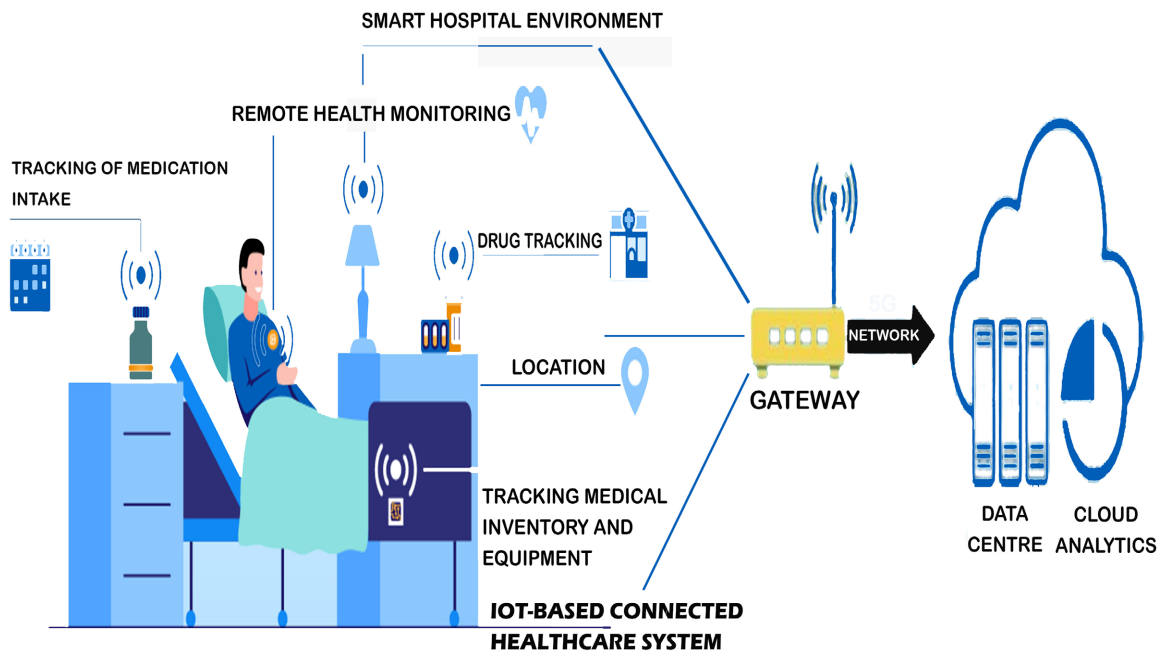 SMART HOSPITAL ENVIRONMENT
REMOTE HEALTH MONITORING
TRACKING OF MEDICATION
INTAKE
DRUG TRACKING
5G
NETWORK
LOCATION
GATEWAY
TRACKING MEDICAL
INVENTORY AND
EQUIPMENT
DATA
CENTRE
CLOUD
ANALYTICS
IOT-BASED CONNECTED
HEALTHCARE SYSTEM